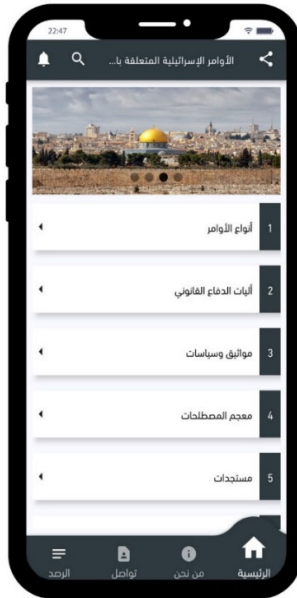 22:47
الأوامر الإسرائيلية المتعلقة با...
1 أنواع الأوامر
2 أليات الدفاع القانوني
3 مواثيق وسياسات
4 معجم المصطلحات
5 مستجدات
الرئيسية من نحن تواصل الرصد